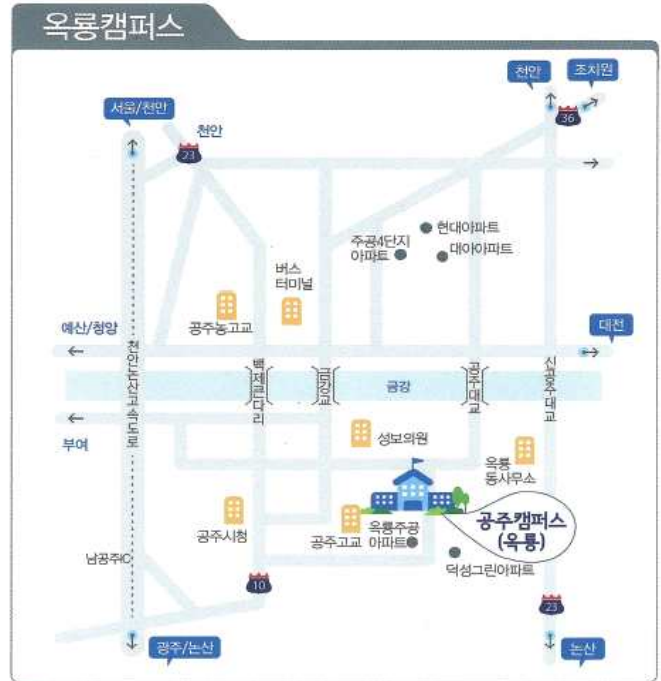 옥룡캠퍼스
천안
조치원
36
서울/천안
천안
23
현대아파트
주공4단지
아파트
대아아파트
버스
터미널
공주농고교
예산/청양
대전
천안논산고속도로
백제큰다리
금강교
금강
공주대교
신공주대교
부여
성보의원
옥룡
동사무소
공주시청
공주고교
옥룡주공
아파트
공주캠퍼스
(옥룡)
남공주IC
덕성그린아파트
10
23
광주/논산
논산